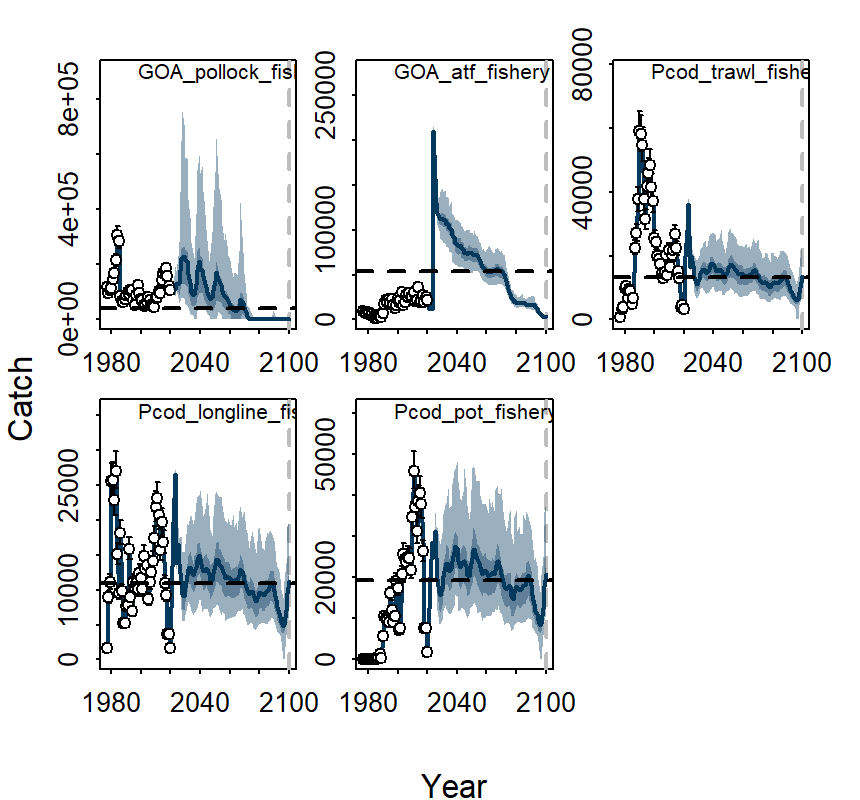 GOA_pollock_fisl
GOA_atf_fishery
Pcod_trawl_fishe
0e+00 4e+05 8e+05
0 100000 250000
0 40000 80000
1980 2040 2100
1980 2040 2100
1980 2040 2100
Catch
Pcod_longline_fis
Pcod_pot_fishery
0 10000 25000
0 20000 50000
1980 2040 2100
1980 2040 2100
Year